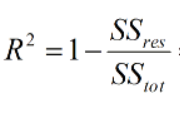 R² = 1 − SS_res / SS_tot =